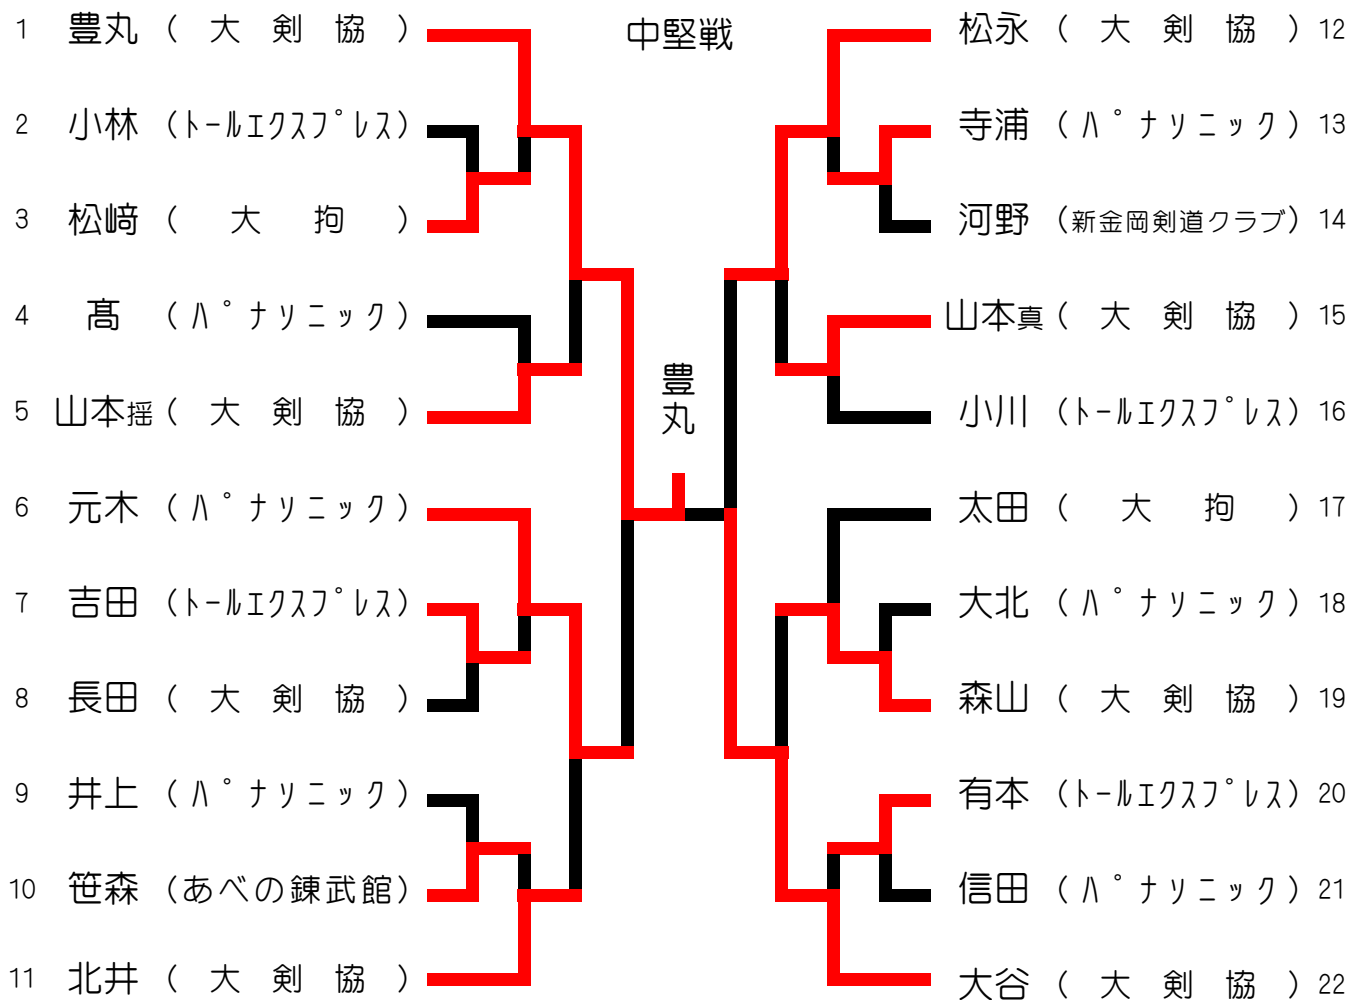 中堅戦
1 豊丸 ( 大 剣 協 )
2 小林 (ﾄｰﾙｴｸｽﾌﾟﾚｽ)
3 松﨑 ( 大 拘 )
4 髙 ( パナソニック )
5 山本揺 ( 大 剣 協 )
6 元木 ( パナソニック )
7 吉田 (ﾄｰﾙｴｸｽﾌﾟﾚｽ)
8 長田 ( 大 剣 協 )
9 井上 ( パナソニック )
10 笹森 (あべの錬武館)
11 北井 ( 大 剣 協 )
豊丸
松永 ( 大 剣 協 ) 12
寺浦 ( パナソニック ) 13
河野 (新金岡剣道クラブ) 14
山本真 ( 大 剣 協 ) 15
小川 (ﾄｰﾙｴｸｽﾌﾟﾚｽ) 16
太田 ( 大 拘 ) 17
大北 ( パナソニック ) 18
森山 ( 大 剣 協 ) 19
有本 (ﾄｰﾙｴｸｽﾌﾟﾚｽ) 20
信田 ( パナソニック ) 21
大谷 ( 大 剣 協 ) 22